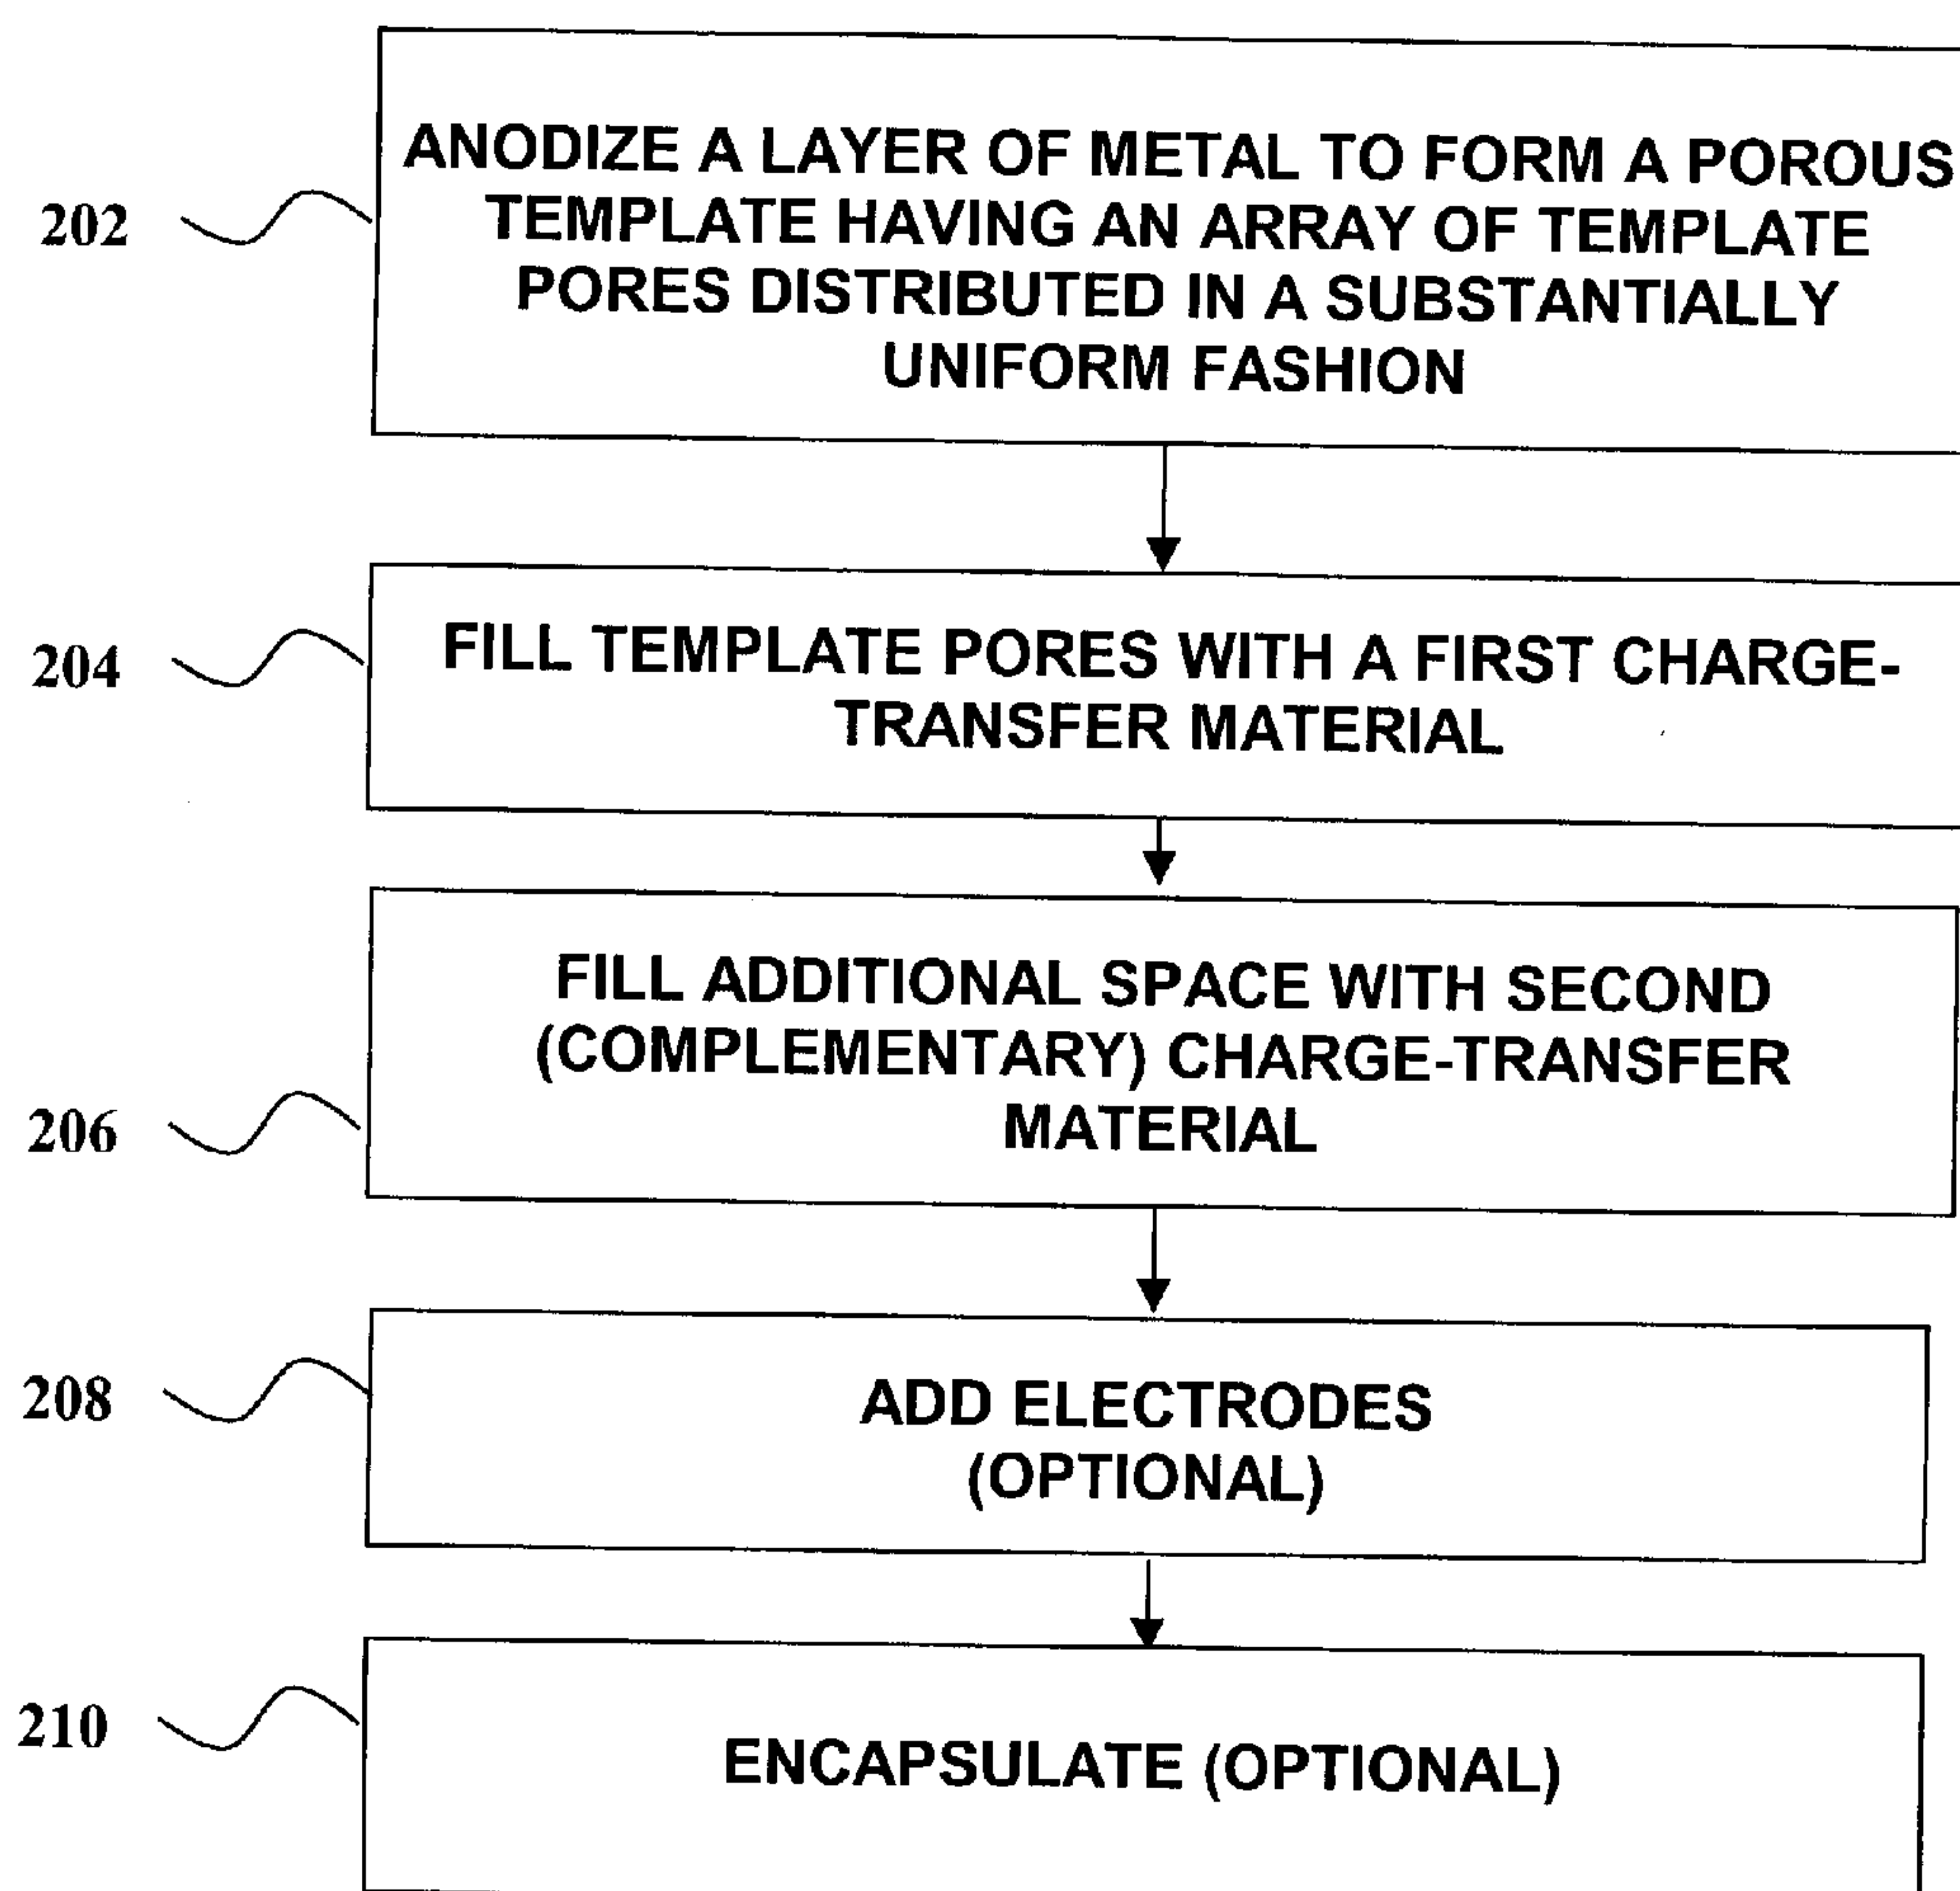 202
ANODIZE A LAYER OF METAL TO FORM A POROUS
TEMPLATE HAVING AN ARRAY OF TEMPLATE
PORES DISTRIBUTED IN A SUBSTANTIALLY
UNIFORM FASHION
204
FILL TEMPLATE PORES WITH A FIRST CHARGE-
TRANSFER MATERIAL
206
FILL ADDITIONAL SPACE WITH SECOND
(COMPLEMENTARY) CHARGE-TRANSFER
MATERIAL
208
ADD ELECTRODES
(OPTIONAL)
210
ENCAPSULATE (OPTIONAL)